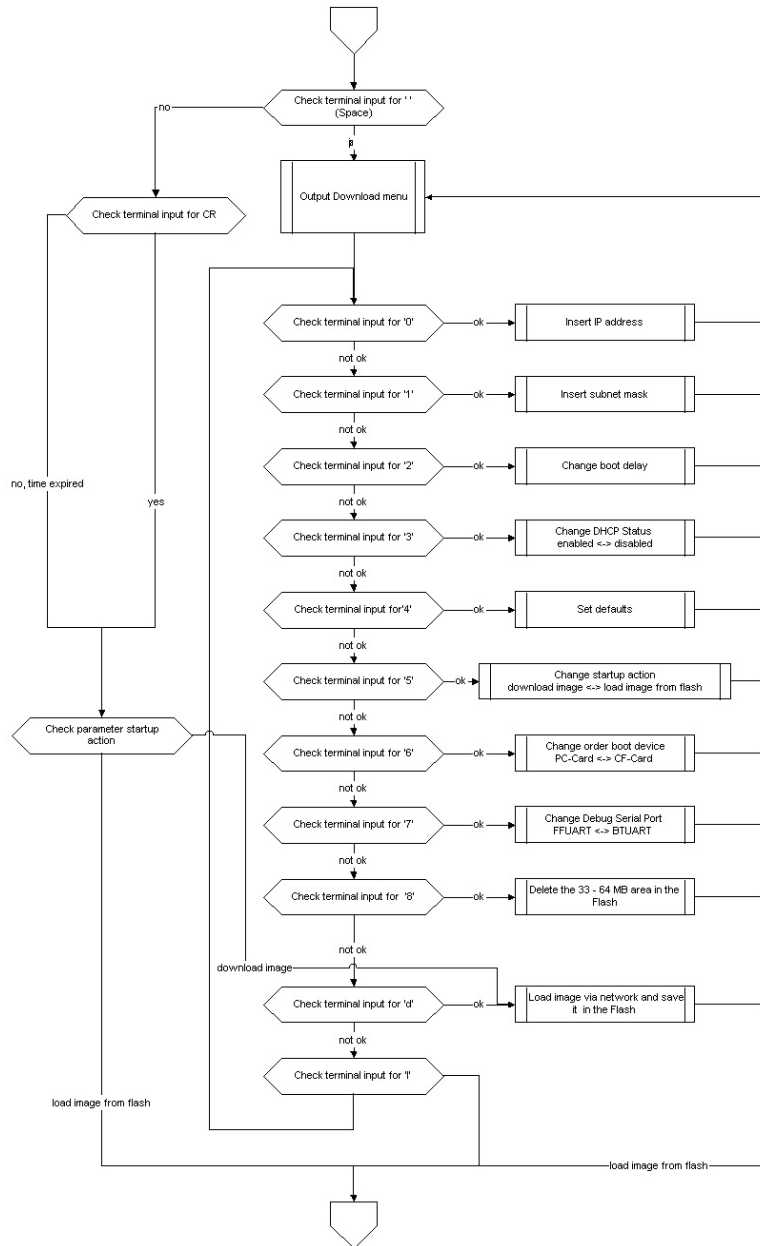 Check terminal input for ' '
(Space)
no
ja
Output Download menu
Check terminal input for CR
Check terminal input for '0'
ok
Insert IP address
not ok
Check terminal input for '1'
ok
Insert subnet mask
not ok
Check terminal input for '2'
ok
Change boot delay
no, time expired
yes
not ok
Check terminal input for '3'
ok
Change DHCP Status
enabled <-> disabled
not ok
Check terminal input for'4'
ok
Set defaults
not ok
Check terminal input for '5'
ok
Change startup action
download image <-> load image from flash
not ok
Check parameter startup
action
Check terminal input for '6'
ok
Change order boot device
PC-Card <-> CF-Card
not ok
Check terminal input for '7'
ok
Change Debug Serial Port
FFUART <-> BTUART
not ok
Check terminal input for '8'
ok
Delete the 33 - 64 MB area in the
Flash
not ok
download image
Check terminal input for 'd'
ok
Load image via network and save
it in the Flash
not ok
Check terminal input for 'l'
load image from flash
load image from flash